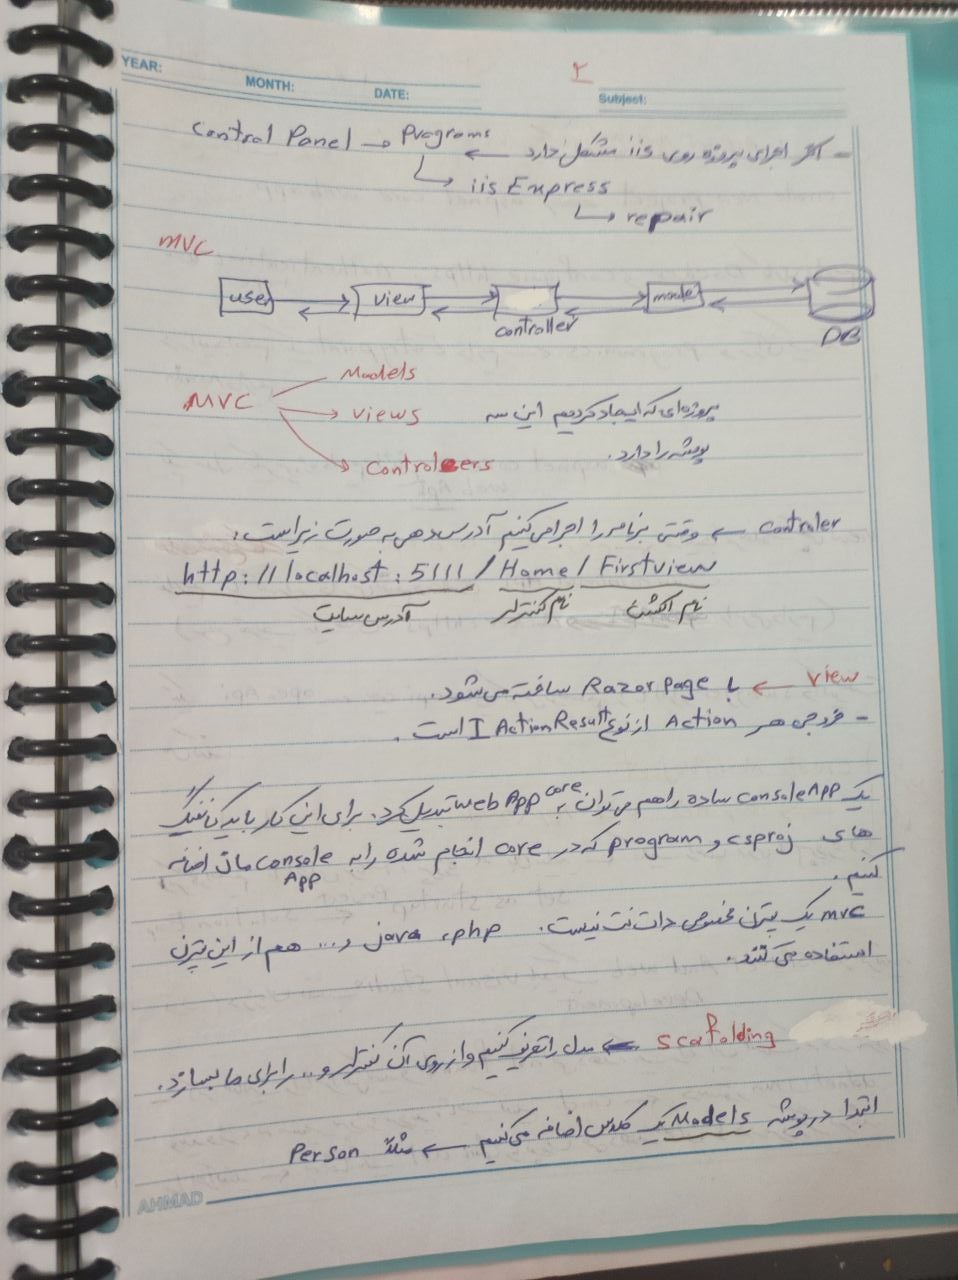 YEAR: MONTH: DATE: Subject:
۲
- اگر اجرای پروژه روی iis مشکل دارد ← Control Panel → Programs
↳ iis Express
↳ repair
MVC
user view controller model DB
MVC
Models
views
Controlers
پروژه‌ای که ایجاد کردیم این سه
پوشه را دارد.
controler ← وقتی برنامه را اجرا می‌کنیم آدرس‌دهی به صورت زیر است:
http://localhost:5111/Home/Firstview
آدرس سایت نام کنترلر نام اکشن
view ← با Razor page ساخته می‌شود.
- خروجی هر Action از نوع IActionResult است.
یک consoleApp ساده را هم می‌توان به web App core تبدیل کرد. برای این کار باید کانفیگ
های csproj و program که در core انجام شده را به console App مان اضافه
کنیم.
mvc یک پترن مخصوص دات نت نیست. java ، php و... هم از این پترن
استفاده می‌کنند.
scafolding ← مدل را تعریف کنیم و از روی آن کنترلر و... را برای ما بسازد.
ابتدا در پوشه Models یک کلاس اضافه می‌کنیم ← مثلاً Person
AHMAD